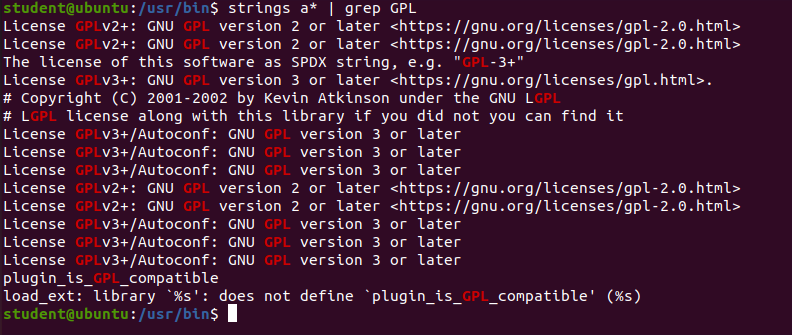 student@ubuntu:/usr/bin$ strings a* | grep GPL
License GPLv2+: GNU GPL version 2 or later <https://gnu.org/licenses/gpl-2.0.html>
License GPLv2+: GNU GPL version 2 or later <https://gnu.org/licenses/gpl-2.0.html>
The license of this software as SPDX string, e.g. "GPL-3+"
License GPLv3+: GNU GPL version 3 or later <https://gnu.org/licenses/gpl.html>.
# Copyright (C) 2001-2002 by Kevin Atkinson under the GNU LGPL
# LGPL license along with this library if you did not you can find it
License GPLv3+/Autoconf: GNU GPL version 3 or later
License GPLv3+/Autoconf: GNU GPL version 3 or later
License GPLv3+/Autoconf: GNU GPL version 3 or later
License GPLv2+: GNU GPL version 2 or later <https://gnu.org/licenses/gpl-2.0.html>
License GPLv2+: GNU GPL version 2 or later <https://gnu.org/licenses/gpl-2.0.html>
License GPLv3+/Autoconf: GNU GPL version 3 or later
License GPLv3+/Autoconf: GNU GPL version 3 or later
License GPLv3+/Autoconf: GNU GPL version 3 or later
plugin_is_GPL_compatible
load_ext: library `%s': does not define `plugin_is_GPL_compatible' (%s)
student@ubuntu:/usr/bin$